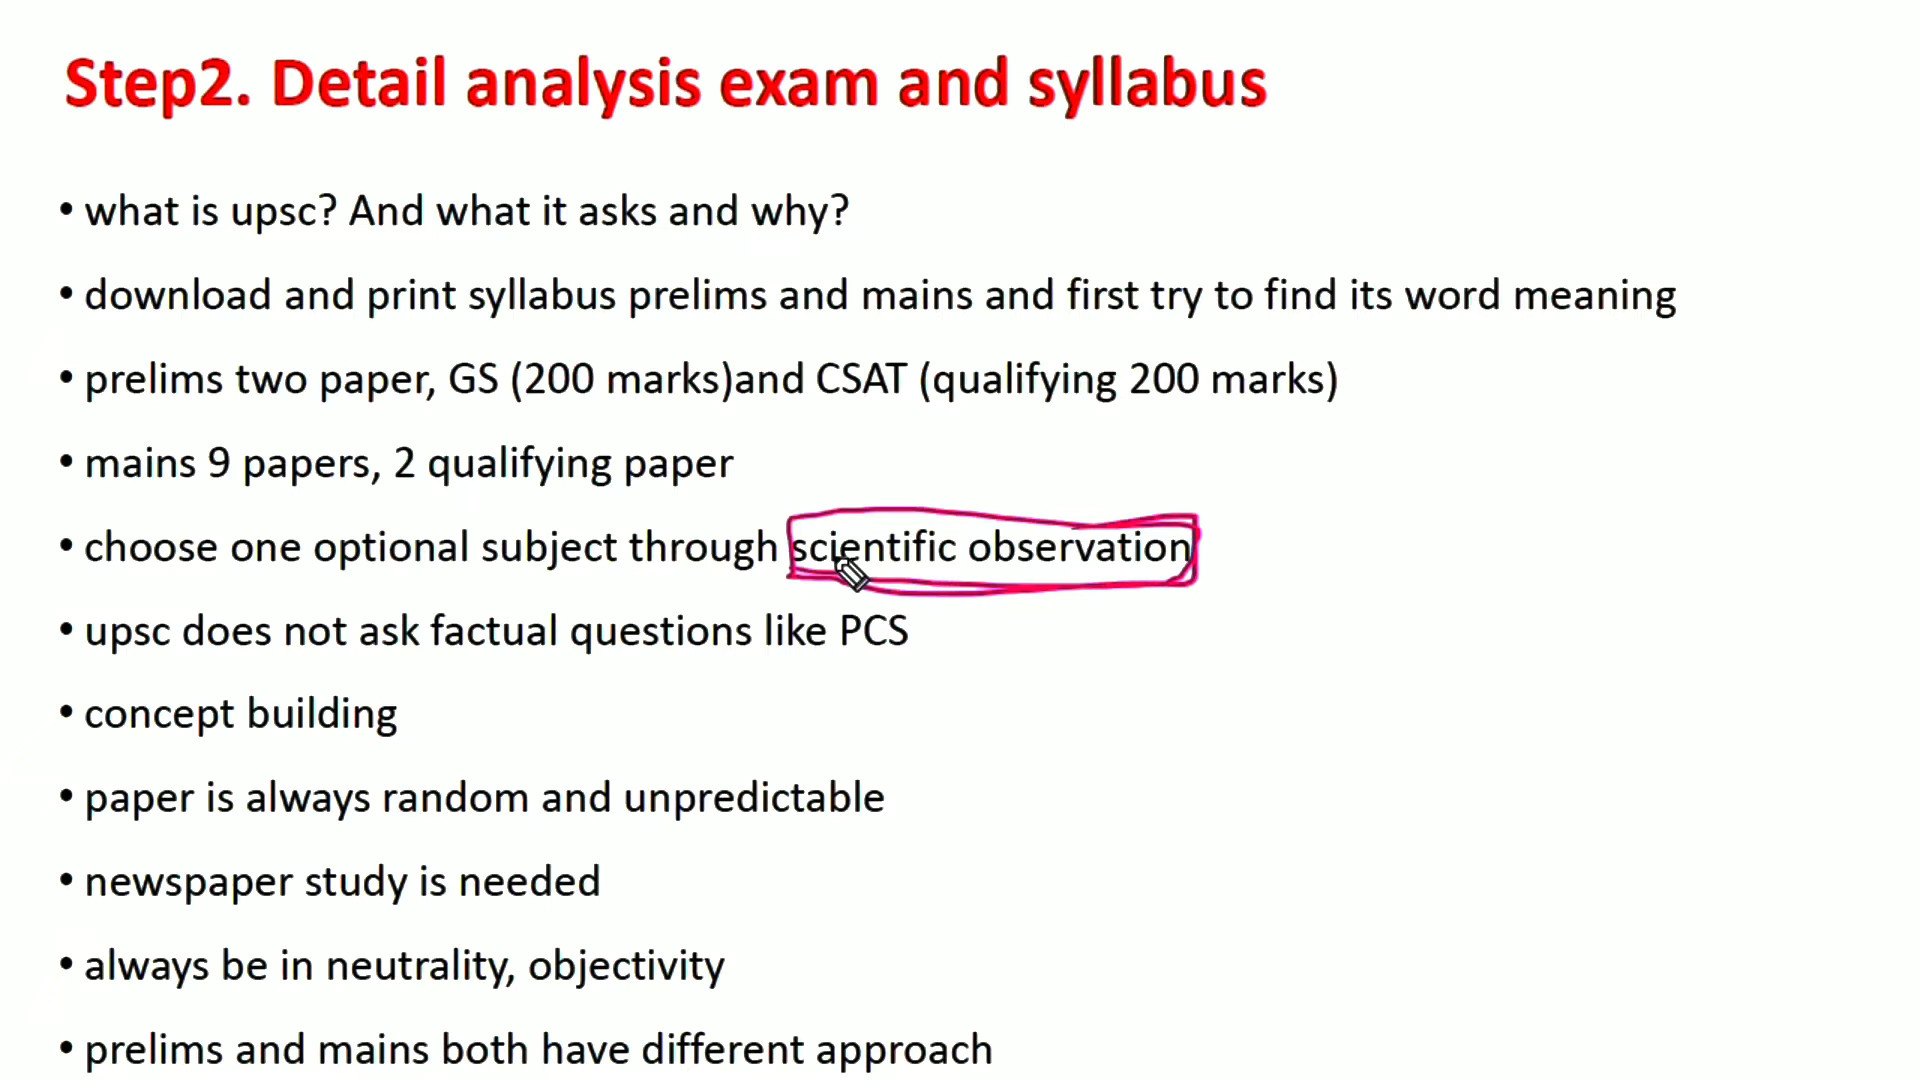 Step2. Detail analysis exam and syllabus
• what is upsc? And what it asks and why?
• download and print syllabus prelims and mains and first try to find its word meaning
• prelims two paper, GS (200 marks)and CSAT (qualifying 200 marks)
• mains 9 papers, 2 qualifying paper
• choose one optional subject through scientific observation
• upsc does not ask factual questions like PCS
• concept building
• paper is always random and unpredictable
• newspaper study is needed
• always be in neutrality, objectivity
• prelims and mains both have different approach